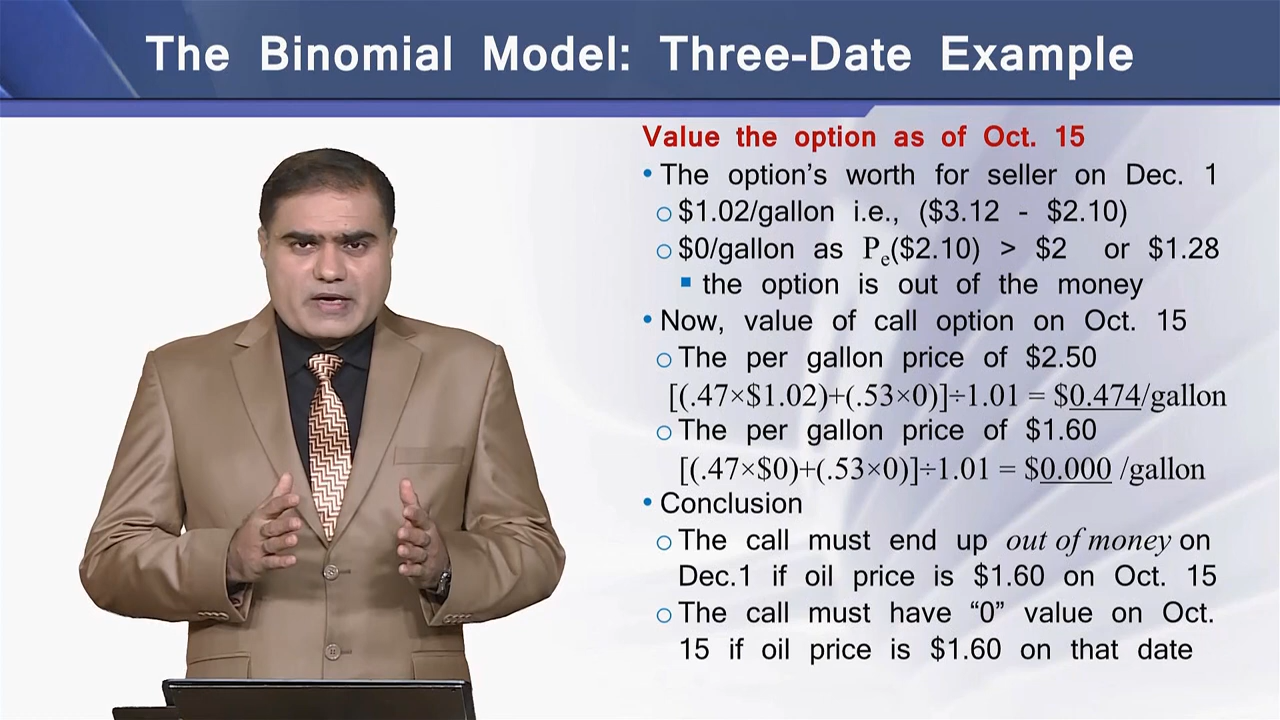 The Binomial Model: Three-Date Example
Value the option as of Oct. 15
• The option's worth for seller on Dec. 1
o $1.02/gallon i.e., ($3.12 - $2.10)
o $0/gallon as Pe($2.10) > $2 or $1.28
▪ the option is out of the money
• Now, value of call option on Oct. 15
o The per gallon price of $2.50
[(.47×$1.02)+(.53×0)]÷1.01 = $0.474/gallon
o The per gallon price of $1.60
[(.47×$0)+(.53×0)]÷1.01 = $0.000 /gallon
• Conclusion
o The call must end up out of money on
Dec.1 if oil price is $1.60 on Oct. 15
o The call must have “0” value on Oct.
15 if oil price is $1.60 on that date